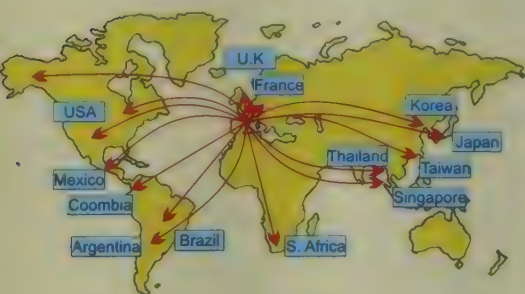 U.K
France
USA
Korea
Japan
Thailand
Taiwan
Mexico
Singapore
Coombia
Argentina
Brazil
S. Africa